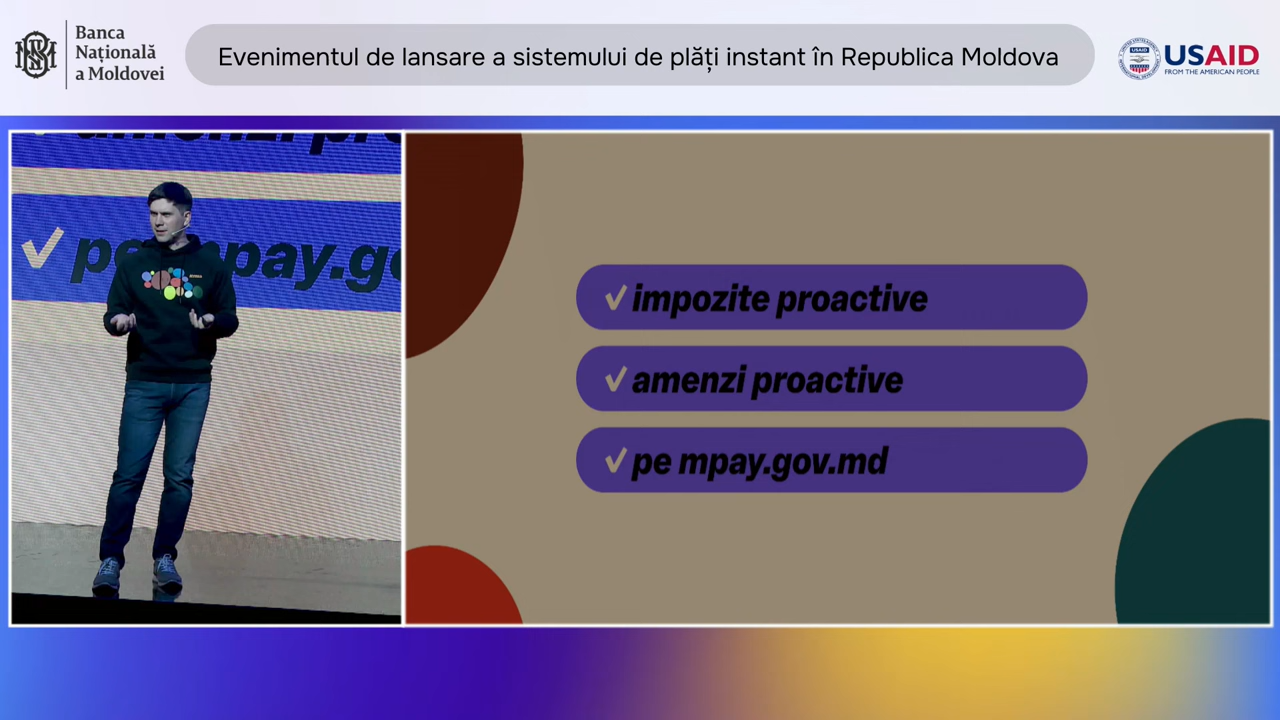 Banca
Națională
a Moldovei
Evenimentul de lansare a sistemului de plăți instant în Republica Moldova
USAID
FROM THE AMERICAN PEOPLE
impozite proactive
amenzi proactive
pe mpay.gov.md